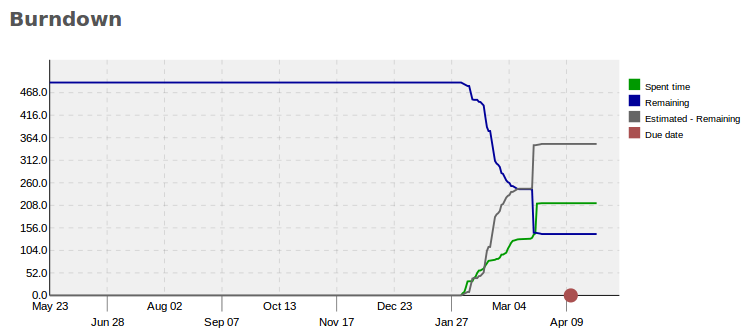 Burndown
468.0
416.0
364.0
312.0
260.0
208.0
156.0
104.0
52.0
0.0
May 23
Jun 28
Aug 02
Sep 07
Oct 13
Nov 17
Dec 23
Jan 27
Mar 04
Apr 09
Spent time
Remaining
Estimated - Remaining
Due date